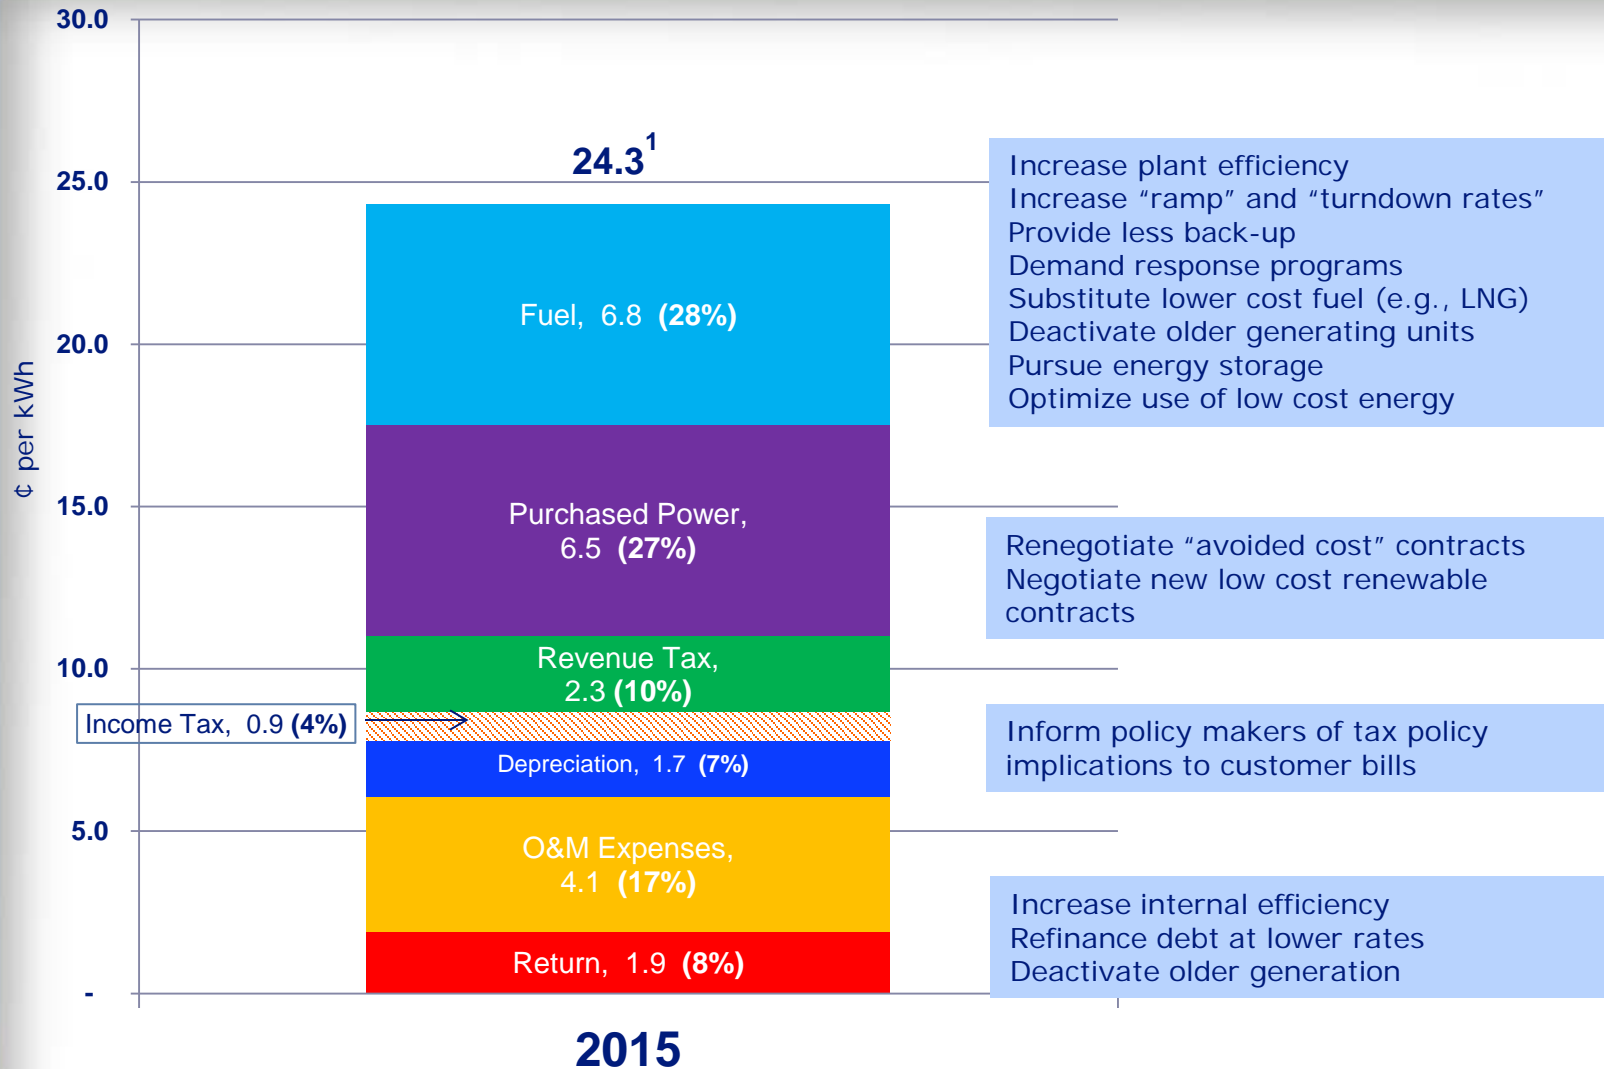 30.0
25.0
20.0
15.0
10.0
5.0
-
¢ per kWh
24.3¹
Fuel, 6.8 (28%)
Purchased Power,
6.5 (27%)
Revenue Tax,
2.3 (10%)
Income Tax, 0.9 (4%)
Depreciation, 1.7 (7%)
O&M Expenses,
4.1 (17%)
Return, 1.9 (8%)
2015
Increase plant efficiency
Increase “ramp” and “turndown rates”
Provide less back-up
Demand response programs
Substitute lower cost fuel (e.g., LNG)
Deactivate older generating units
Pursue energy storage
Optimize use of low cost energy
Renegotiate “avoided cost” contracts
Negotiate new low cost renewable
contracts
Inform policy makers of tax policy
implications to customer bills
Increase internal efficiency
Refinance debt at lower rates
Deactivate older generation